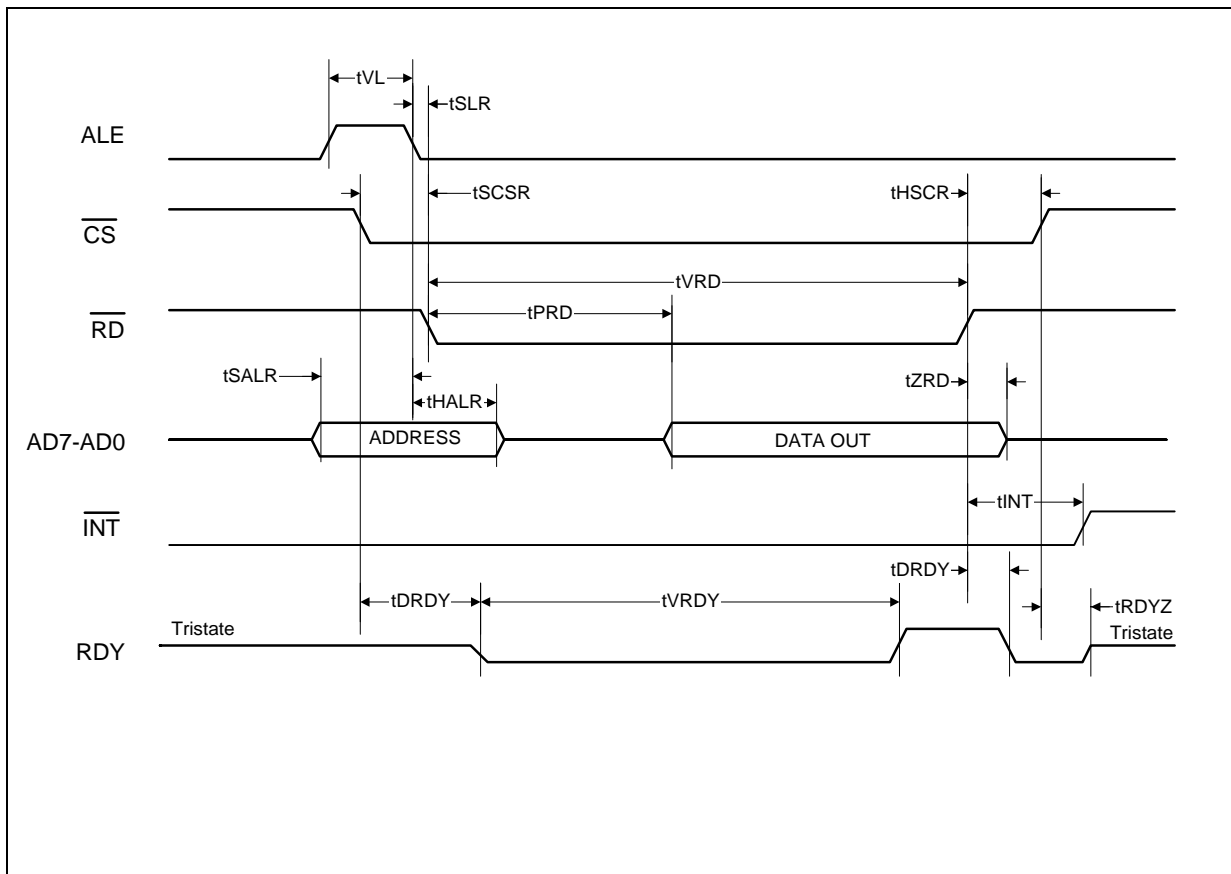 tVL
tSLR
ALE
tSCSR
tHSCR
CS
tVRD
tPRD
RD
tSALR
tZRD
tHALR
AD7-AD0
ADDRESS
DATA OUT
tINT
INT
tDRDY
tDRDY
tVRDY
tRDYZ
Tristate
Tristate
RDY